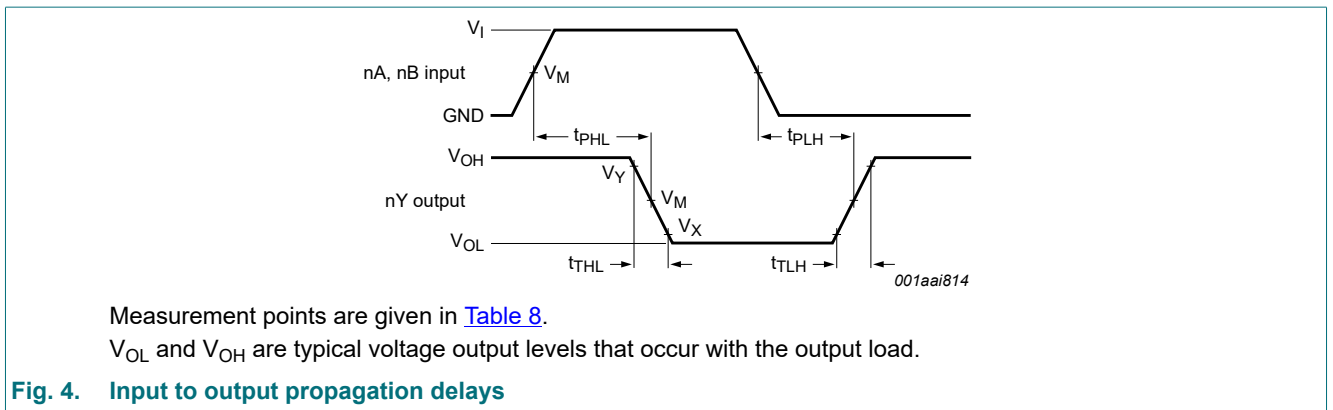 V_I
nA, nB input
V_M
GND
t_PHL
t_PLH
V_OH
V_Y
nY output
V_M
V_X
V_OL
t_THL
t_TLH
001aai814
Measurement points are given in Table 8.
V_OL and V_OH are typical voltage output levels that occur with the output load.
Fig. 4. Input to output propagation delays